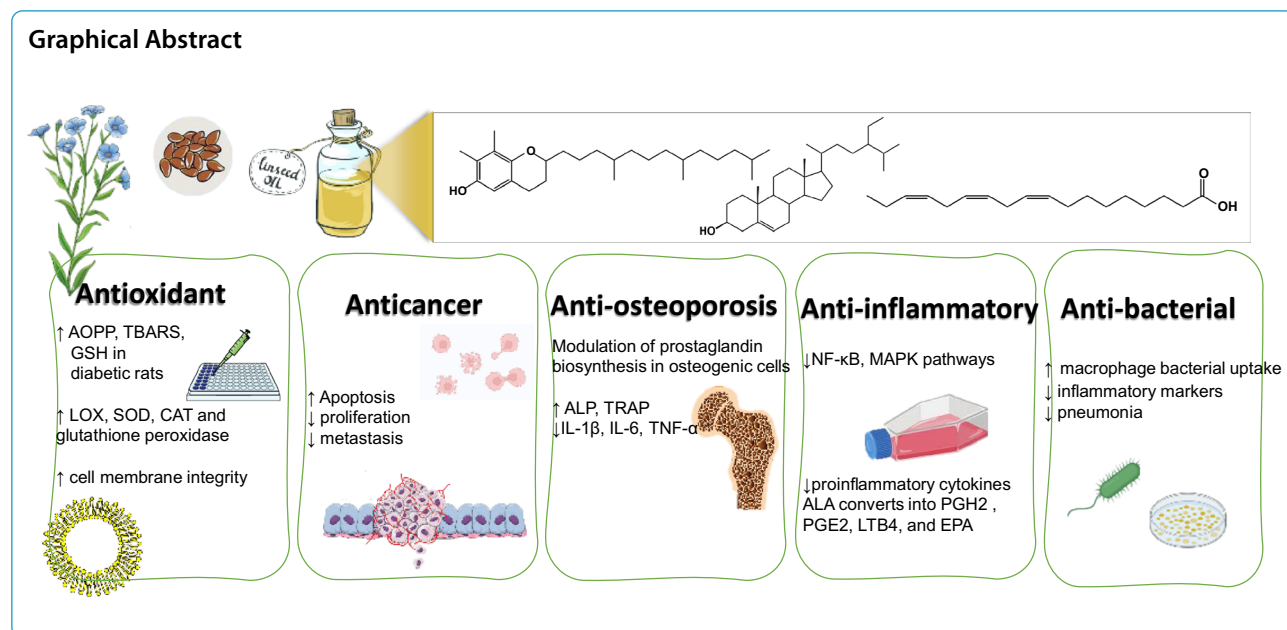 Graphical Abstract
linseed
OIL
O
HO
HO
O
OH
Antioxidant
↑ AOPP, TBARS,
GSH in
diabetic rats
↑ LOX, SOD, CAT and
glutathione peroxidase
↑ cell membrane integrity
Anticancer
↑ Apoptosis
↓ proliferation
↓ metastasis
Anti-osteoporosis
Modulation of prostaglandin
biosynthesis in osteogenic cells
↑ ALP, TRAP
↓IL-1β, IL-6, TNF-α
Anti-inflammatory
↓NF-κB, MAPK pathways
↓proinflammatory cytokines
ALA converts into PGH2 ,
PGE2, LTB4, and EPA
Anti-bacterial
↑ macrophage bacterial uptake
↓ inflammatory markers
↓ pneumonia